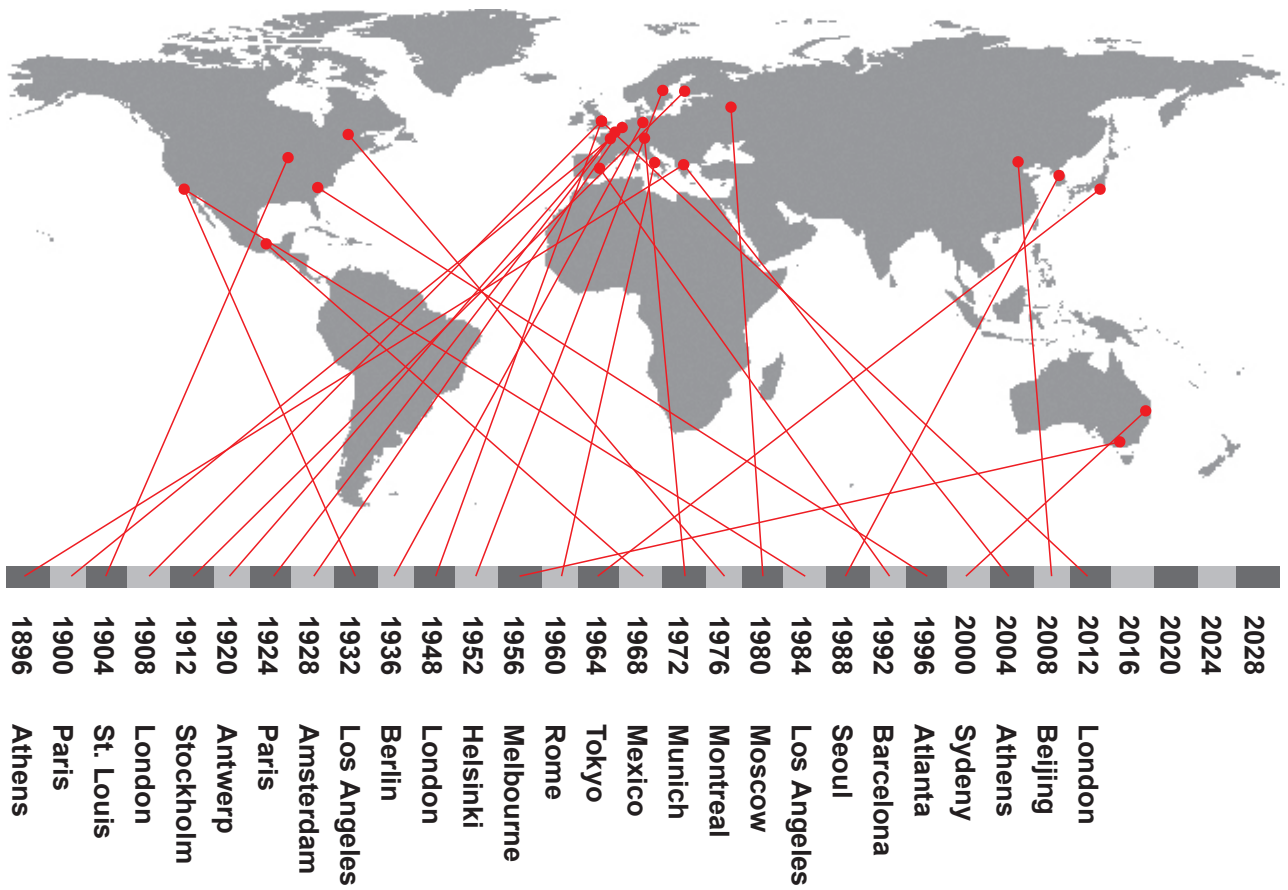 1896 Athens
1900 Paris
1904 St. Louis
1908 London
1912 Stockholm
1920 Antwerp
1924 Paris
1928 Amsterdam
1932 Los Angeles
1936 Berlin
1948 London
1952 Helsinki
1956 Melbourne
1960 Rome
1964 Tokyo
1968 Mexico
1972 Munich
1976 Montreal
1980 Moscow
1984 Los Angeles
1988 Seoul
1992 Barcelona
1996 Atlanta
2000 Sydeny
2004 Athens
2008 Beijing
2012 London
2016
2020
2024
2028